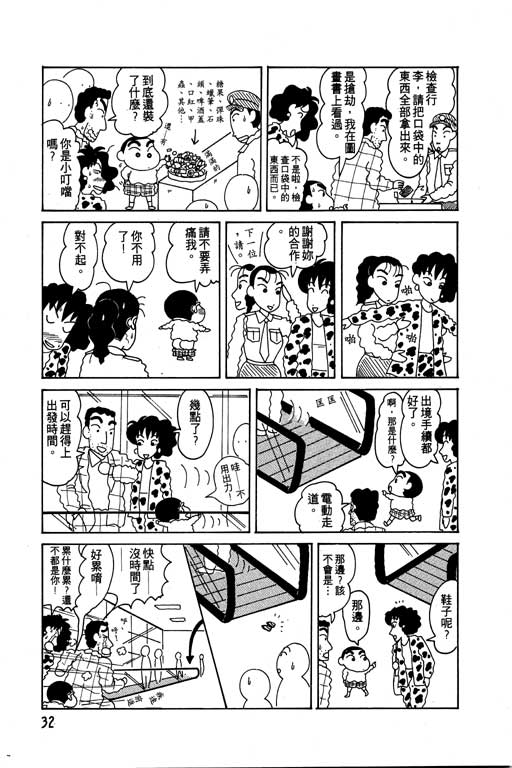 檢查行
李，請把口袋中的
東西全部拿出來。
是搶劫，我在圖
畫書上看過。
不是啦，檢
查口袋中的
東西而已。
糖果、彈珠
、蠟筆、石
頭、啤酒蓋
、口紅、甲
蟲、其他…
到底還裝
了什麼？
還有
滿滿的
你是小叮噹
嗎？
啪
啪
謝謝妳
的合作
下一位
，請。
請不要弄
痛我。
你不用
了！
對不起。
出境手續都
好了。
啊，那是什麼？
匡匡
電動走
道。
幾點了？
哇
不
用出力！
可以趕得上
出發時間。
鞋子呢？
那邊。
那邊？該
不會是…
快點
沒時間了
好累唷
累什麼累？還
不都是你！
32